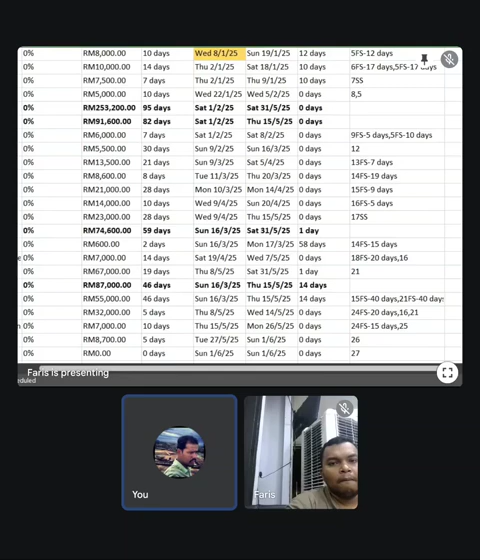 0% RM8,000.00 10 days Wed 8/1/25 Sun 19/1/25 12 days 5FS-12 days
0% RM10,000.00 14 days Thu 2/1/25 Sat 18/1/25 10 days 6FS-17 days,5FS-17 days
0% RM7,500.00 7 days Thu 2/1/25 Thu 9/1/25 10 days 7SS
0% RM5,000.00 10 days Wed 22/1/25 Wed 5/2/25 0 days 8,5
0% RM253,200.00 95 days Sat 1/2/25 Sat 31/5/25 0 days
0% RM91,600.00 82 days Sat 1/2/25 Thu 15/5/25 0 days
0% RM6,000.00 7 days Sat 1/2/25 Sat 8/2/25 0 days 9FS-5 days,5FS-10 days
0% RM5,500.00 30 days Sun 9/2/25 Sun 16/3/25 0 days 12
0% RM13,500.00 21 days Sun 9/3/25 Sat 5/4/25 0 days 13FS-7 days
0% RM8,600.00 8 days Tue 11/3/25 Thu 20/3/25 0 days 14FS-19 days
0% RM21,000.00 28 days Mon 10/3/25 Mon 14/4/25 0 days 15FS-9 days
0% RM14,000.00 10 days Wed 9/4/25 Sun 20/4/25 0 days 16FS-5 days
0% RM23,000.00 28 days Wed 9/4/25 Thu 15/5/25 0 days 17SS
0% RM74,600.00 59 days Sun 16/3/25 Sat 31/5/25 1 day
0% RM600.00 2 days Sun 16/3/25 Mon 17/3/25 58 days 14FS-15 days
0% RM7,000.00 14 days Sat 19/4/25 Wed 7/5/25 0 days 18FS-20 days,16
0% RM67,000.00 19 days Thu 8/5/25 Sat 31/5/25 1 day 21
0% RM87,000.00 46 days Sun 16/3/25 Thu 15/5/25 14 days
0% RM55,000.00 46 days Sun 16/3/25 Thu 15/5/25 14 days 15FS-40 days,21FS-40 days
0% RM32,000.00 5 days Thu 8/5/25 Wed 14/5/25 0 days 24FS-20 days,16,21
0% RM7,000.00 10 days Thu 15/5/25 Mon 26/5/25 0 days 24FS-15 days,25
0% RM8,700.00 5 days Tue 27/5/25 Sun 1/6/25 0 days 26
0% RM0.00 0 days Sun 1/6/25 Sun 1/6/25 0 days 27
Faris is presenting
You
Faris